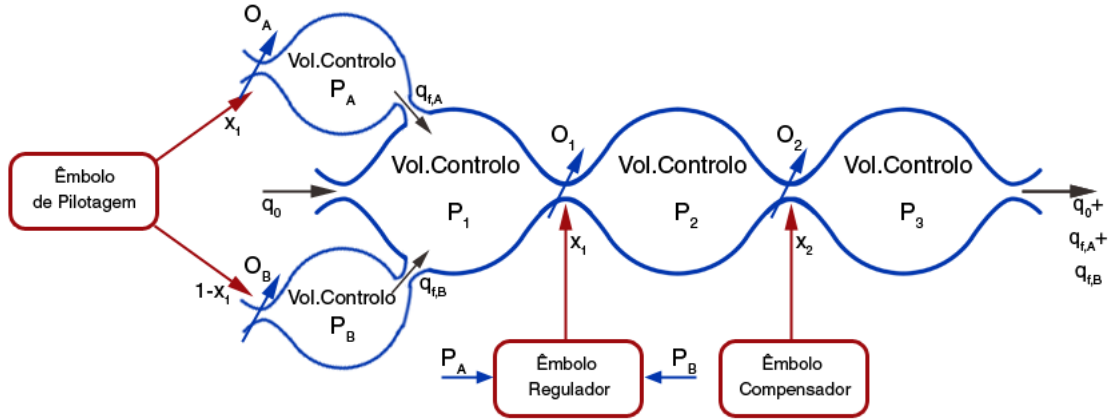 O_A
Vol.Controlo
P_A
q_f,A
x_1
Êmbolo
de Pilotagem
q_0
Vol.Controlo
P_1
O_1
Vol.Controlo
P_2
O_2
Vol.Controlo
P_3
q_0+
q_f,A+
q_f,B
x_1
x_2
1-x_1
O_B
Vol.Controlo
P_B
q_f,B
P_A
Êmbolo
Regulador
P_B
Êmbolo
Compensador